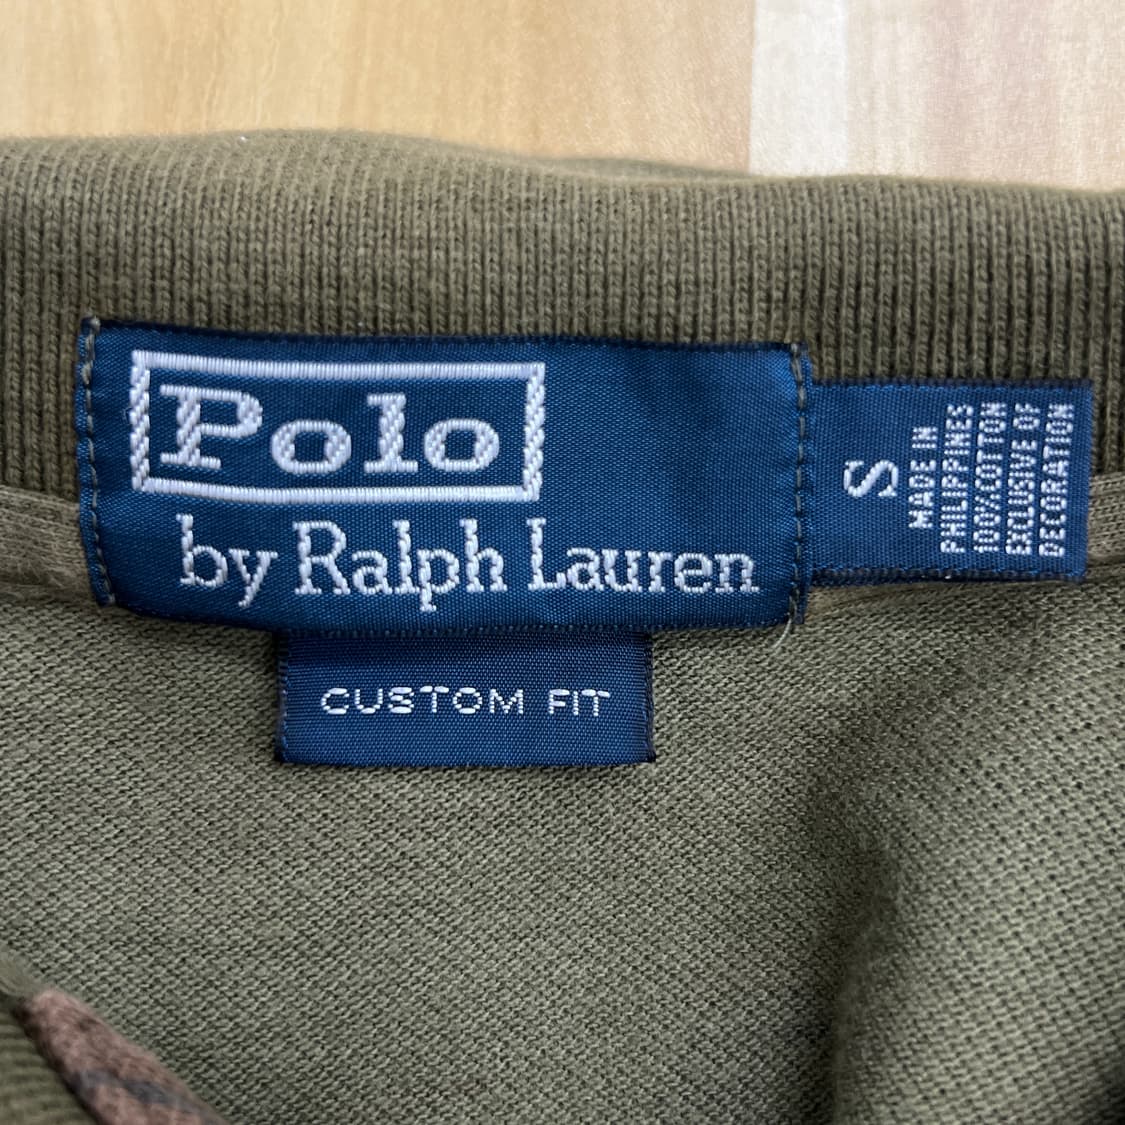 Polo
by Ralph Lauren
CUSTOM FIT
S
MADE IN
PHILIPPINES
100% COTTON
EXCLUSIVE OF
DECORATION